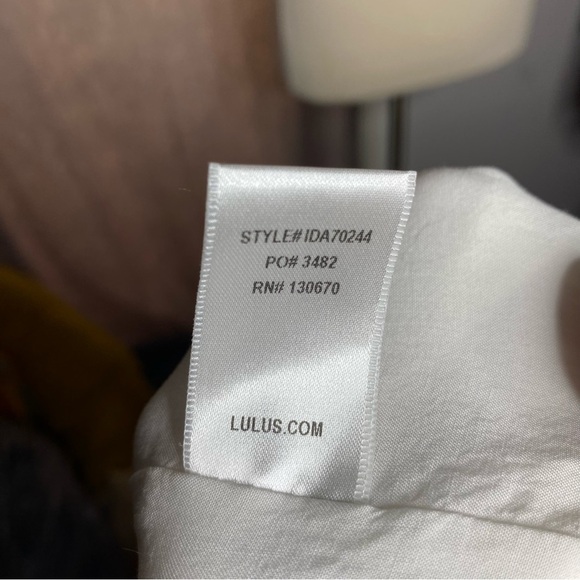 STYLE# IDA70244
PO# 3482
RN# 130670
LULUS.COM